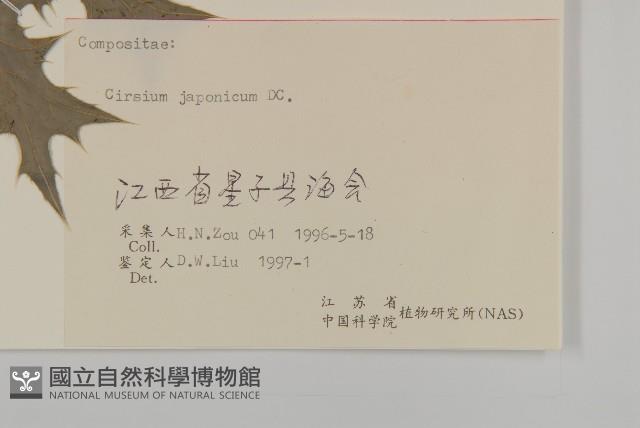 Compositae:
Cirsium japonicum DC.
江西省星子县海会
采集人 H.N.Zou 041 1996-5-18
Coll.
鉴定人 D.W.Liu 1997-1
Det.
江苏省
中国科学院 植物研究所(NAS)
國立自然科學博物館
NATIONAL MUSEUM OF NATURAL SCIENCE